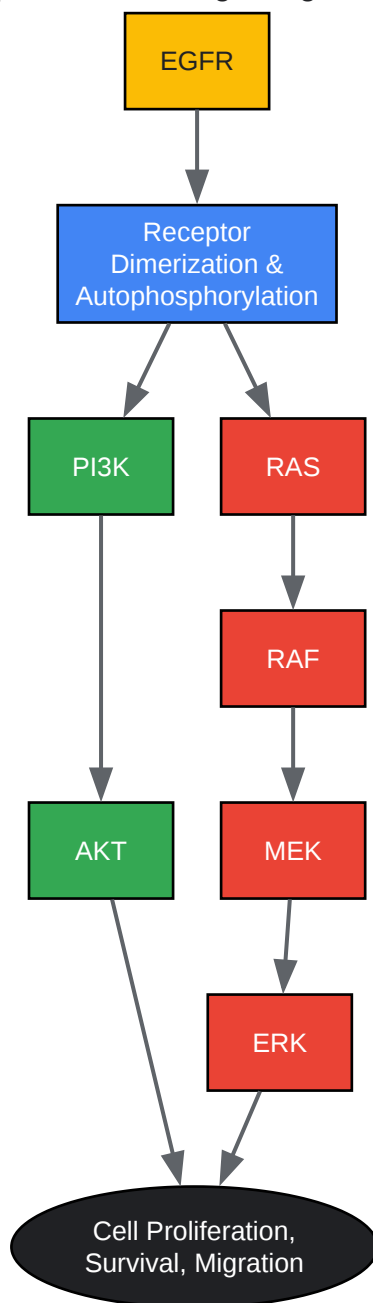 EGFR
Receptor
Dimerization &
Autophosphorylation
PI3K
RAS
RAF
AKT
MEK
ERK
Cell Proliferation,
Survival, Migration